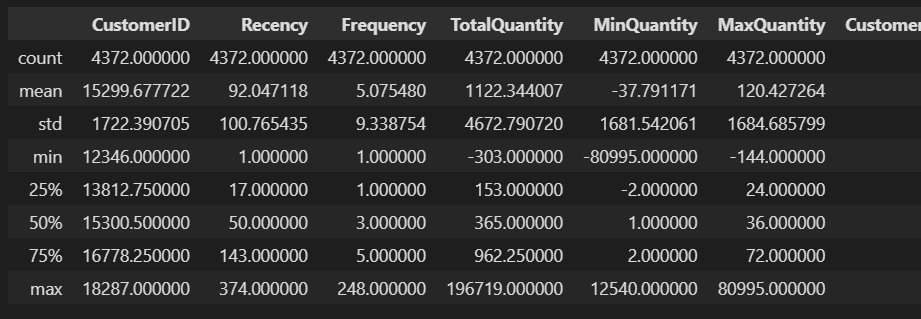 CustomerID Recency Frequency TotalQuantity MinQuantity MaxQuantity Customer
count 4372.000000 4372.000000 4372.000000 4372.000000 4372.000000 4372.000000
mean 15299.677722 92.047118 5.075480 1122.344007 -37.791171 120.427264
std 1722.390705 100.765435 9.338754 4672.790720 1681.542061 1684.685799
min 12346.000000 1.000000 1.000000 -303.000000 -80995.000000 -144.000000
25% 13812.750000 17.000000 1.000000 153.000000 -2.000000 24.000000
50% 15300.500000 50.000000 3.000000 365.000000 1.000000 36.000000
75% 16778.250000 143.000000 5.000000 962.250000 2.000000 72.000000
max 18287.000000 374.000000 248.000000 196719.000000 12540.000000 80995.000000